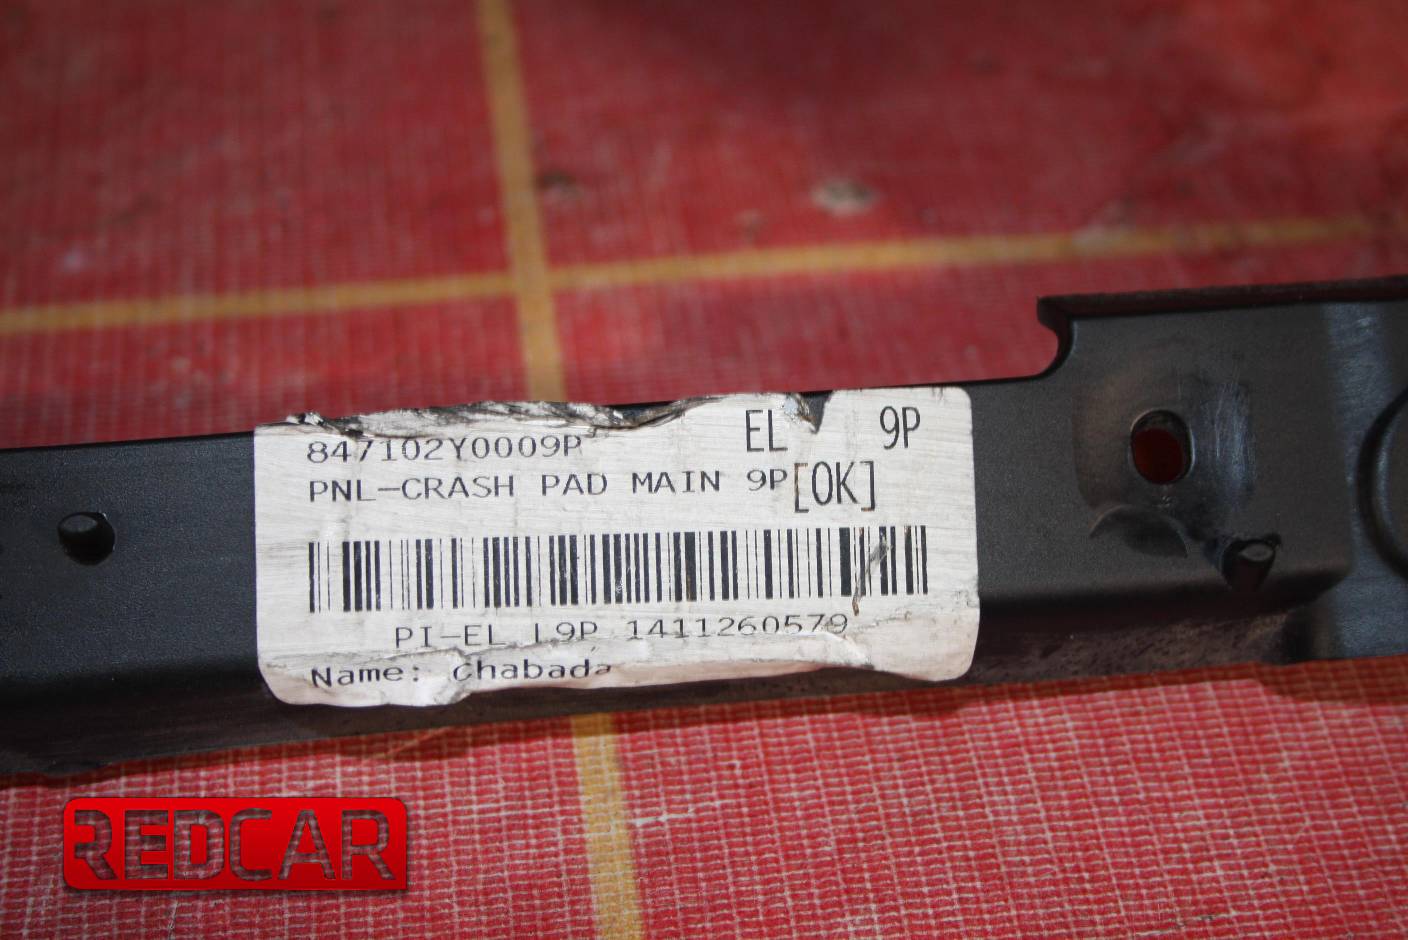 847102Y0009P EL 9P
PNL-CRASH PAD MAIN 9P [OK]
PI-EL L9P 1411260579
Name: Chabada
REDCAR